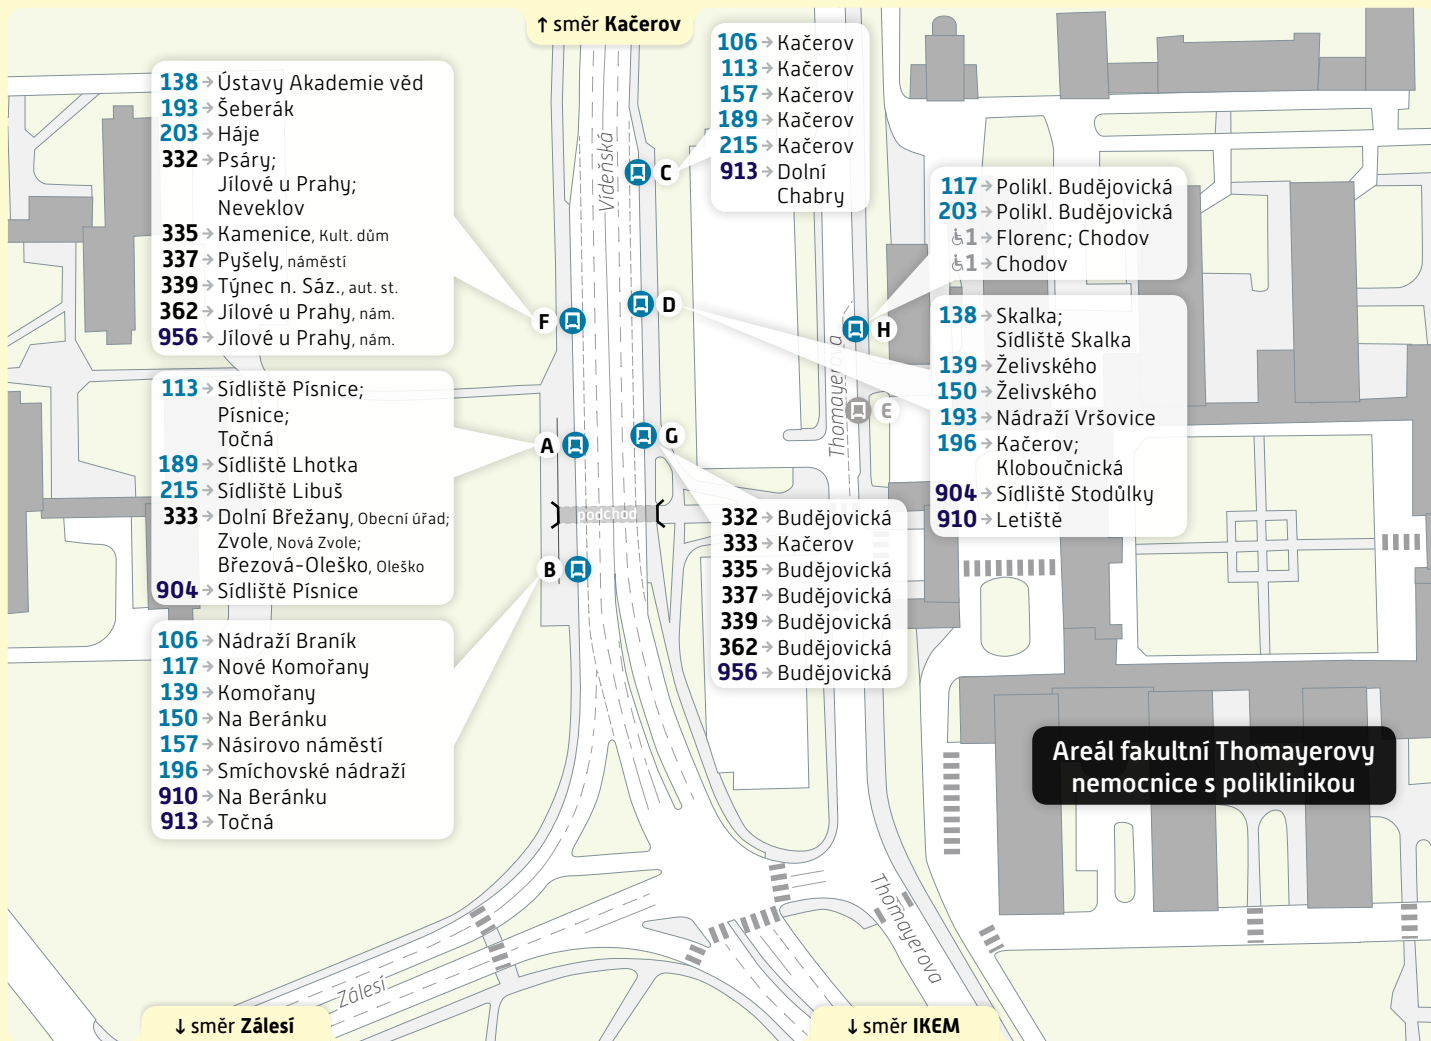 ↑ směr Kačerov
138 → Ústavy Akademie věd
193 → Šeberák
203 → Háje
332 → Psáry;
Jílové u Prahy;
Neveklov
335 → Kamenice, Kult. dům
337 → Pyšely, náměstí
339 → Týnec n. Sáz., aut. st.
362 → Jílové u Prahy, nám.
956 → Jílové u Prahy, nám.
F
113 → Sídliště Písnice;
Písnice;
Točná
189 → Sídliště Lhotka
215 → Sídliště Libuš
333 → Dolní Břežany, Obecní úřad;
Zvole, Nová Zvole;
Březová-Oleško, Oleško
904 → Sídliště Písnice
A
106 → Nádraží Braník
117 → Nové Komořany
139 → Komořany
150 → Na Beránku
157 → Násirovo náměstí
196 → Smíchovské nádraží
910 → Na Beránku
913 → Točná
B
Vídeňská
106 → Kačerov
113 → Kačerov
157 → Kačerov
189 → Kačerov
215 → Kačerov
913 → Dolní
Chabry
C
117 → Polikl. Budějovická
203 → Polikl. Budějovická
♿1 → Florenc; Chodov
♿1 → Chodov
H
138 → Skalka;
Sídliště Skalka
139 → Želivského
150 → Želivského
193 → Nádraží Vršovice
196 → Kačerov;
Kloboučnická
904 → Sídliště Stodůlky
910 → Letiště
D
E
Thomayerova
332 → Budějovická
333 → Kačerov
335 → Budějovická
337 → Budějovická
339 → Budějovická
362 → Budějovická
956 → Budějovická
G
podchod
Areál fakultní Thomayerovy
nemocnice s poliklinikou
Thomayerova
Zálesí
↓ směr Zálesí
↓ směr IKEM